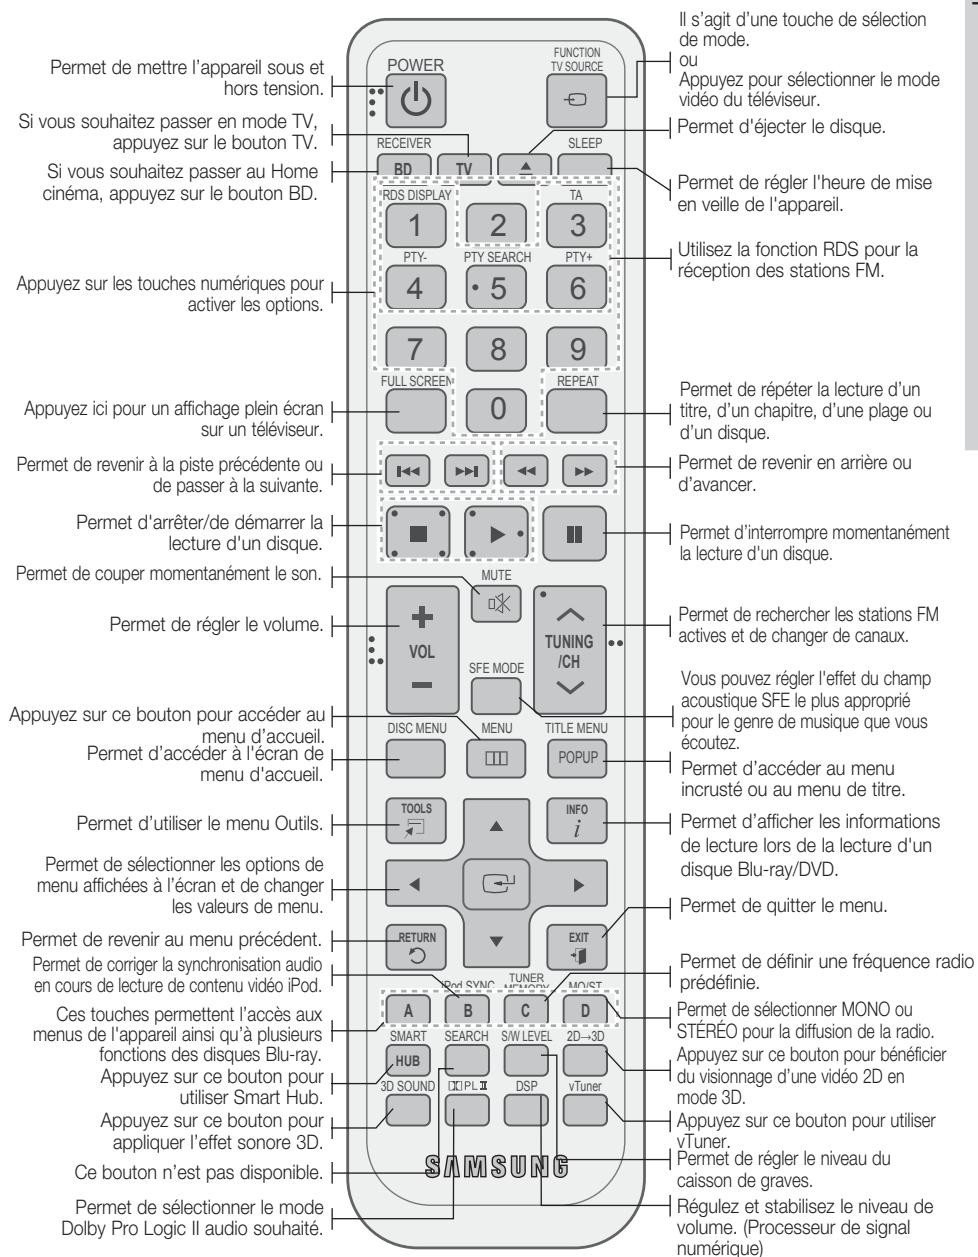 Permet de mettre l'appareil sous et
hors tension.
Si vous souhaitez passer en mode TV,
appuyez sur le bouton TV.
Si vous souhaitez passer au Home
cinéma, appuyez sur le bouton BD.
Appuyez sur les touches numériques pour
activer les options.
Appuyez ici pour un affichage plein écran
sur un téléviseur.
Permet de revenir à la piste précédente ou
de passer à la suivante.
Permet d'arrêter/de démarrer la
lecture d'un disque.
Permet de couper momentanément le son.
Permet de régler le volume.
Appuyez sur ce bouton pour accéder au
menu d'accueil.
Permet d'accéder à l'écran de
menu d'accueil.
Permet d'utiliser le menu Outils.
Permet de sélectionner les options de
menu affichées à l'écran et de changer
les valeurs de menu.
Permet de revenir au menu précédent.
Permet de corriger la synchronisation audio
en cours de lecture de contenu vidéo iPod.
Ces touches permettent l'accès aux
menus de l'appareil ainsi qu'à plusieurs
fonctions des disques Blu-ray.
Appuyez sur ce bouton pour
utiliser Smart Hub.
Appuyez sur ce bouton pour
appliquer l'effet sonore 3D.
Ce bouton n'est pas disponible.
Permet de sélectionner le mode
Dolby Pro Logic II audio souhaité.
POWER
FUNCTION
TV SOURCE
RECEIVER
SLEEP
BD
TV
RDS DISPLAY
TA
1
2
3
PTY-
PTY SEARCH
PTY+
4
5
6
7
8
9
FULL SCREEN
REPEAT
0
MUTE
+
VOL
−
TUNING
/CH
SFE MODE
DISC MENU
MENU
TITLE MENU
POPUP
TOOLS
INFO
i
RETURN
EXIT
iPod SYNC
TUNER
MEMORY
MO/ST
A
B
C
D
SMART
SEARCH
S/W LEVEL
2D→3D
HUB
3D SOUND
PL II
DSP
vTuner
SAMSUNG
Il s'agit d'une touche de sélection
de mode.
ou
Appuyez pour sélectionner le mode
vidéo du téléviseur.
Permet d'éjecter le disque.
Permet de régler l'heure de mise
en veille de l'appareil.
Utilisez la fonction RDS pour la
réception des stations FM.
Permet de répéter la lecture d'un
titre, d'un chapitre, d'une plage ou
d'un disque.
Permet de revenir en arrière ou
d'avancer.
Permet d'interrompre momentanément
la lecture d'un disque.
Permet de rechercher les stations FM
actives et de changer de canaux.
Vous pouvez régler l'effet du champ
acoustique SFE le plus approprié
pour le genre de musique que vous
écoutez.
Permet d'accéder au menu
incrusté ou au menu de titre.
Permet d'afficher les informations
de lecture lors de la lecture d'un
disque Blu-ray/DVD.
Permet de quitter le menu.
Permet de définir une fréquence radio
prédéfinie.
Permet de sélectionner MONO ou
STÉRÉO pour la diffusion de la radio.
Appuyez sur ce bouton pour bénéficier
du visionnage d'une vidéo 2D en
mode 3D.
Appuyez sur ce bouton pour utiliser
vTuner.
Permet de régler le niveau du
caisson de graves.
Régulez et stabilisez le niveau de
volume. (Processeur de signal
numérique)